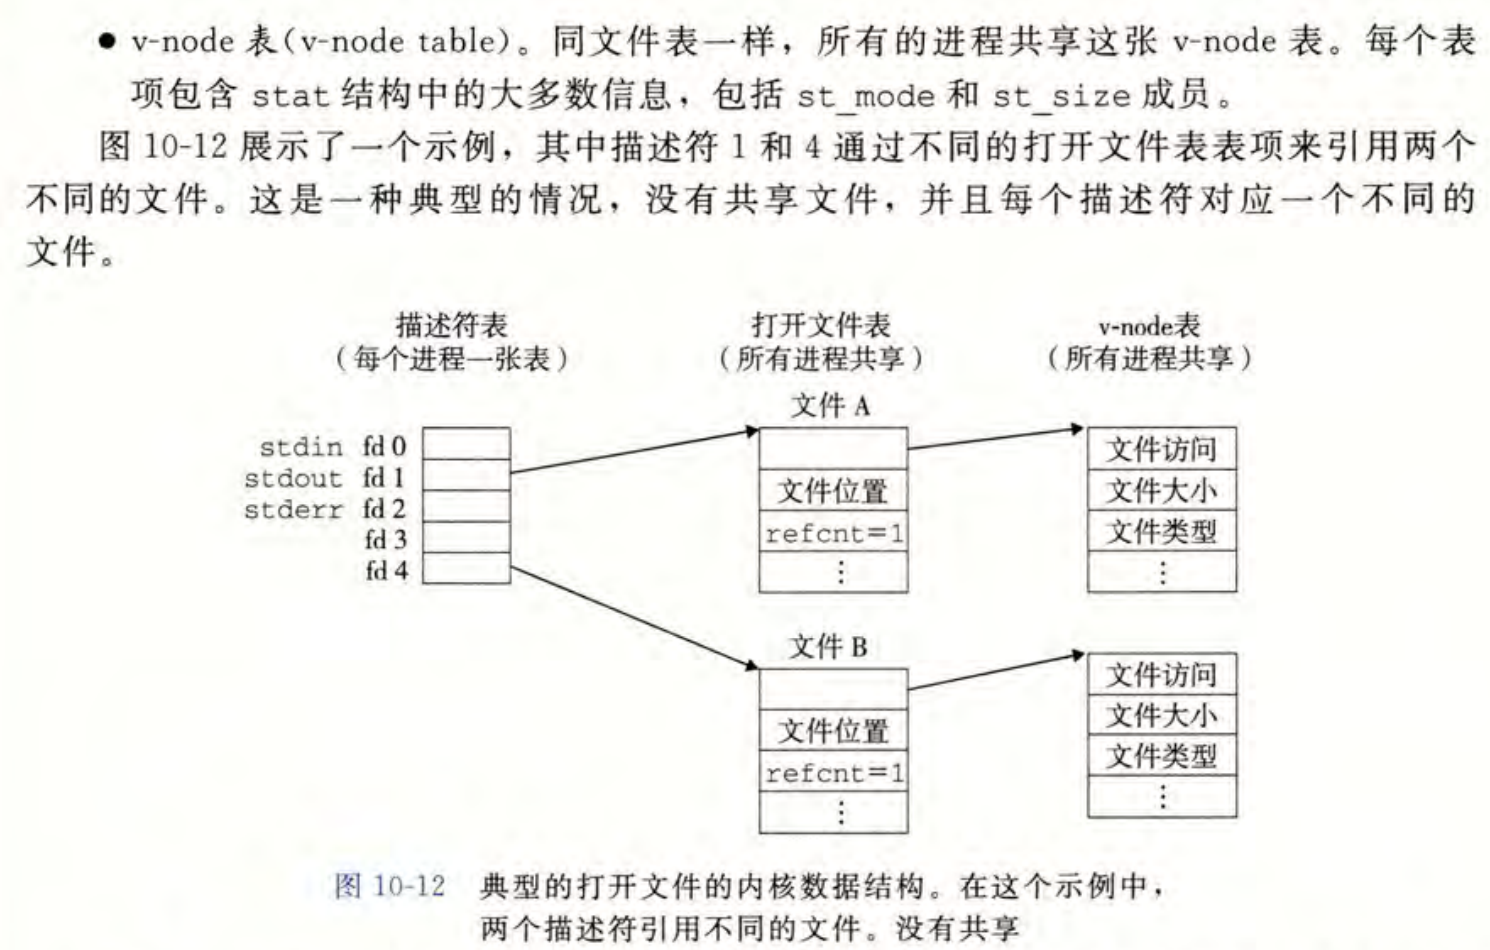 ● v-node 表(v-node table)。同文件表一样，所有的进程共享这张 v-node 表。每个表
项包含 stat 结构中的大多数信息，包括 st_mode 和 st_size 成员。
图 10-12 展示了一个示例，其中描述符 1 和 4 通过不同的打开文件表表项来引用两个
不同的文件。这是一种典型的情况，没有共享文件，并且每个描述符对应一个不同的
文件。
描述符表
（每个进程一张表）
打开文件表
（所有进程共享）
v-node表
（所有进程共享）
stdin fd 0
stdout fd 1
stderr fd 2
fd 3
fd 4
文件 A
文件位置
refcnt=1
⋮
文件访问
文件大小
文件类型
⋮
文件 B
文件位置
refcnt=1
⋮
文件访问
文件大小
文件类型
⋮
图 10-12 典型的打开文件的内核数据结构。在这个示例中，
两个描述符引用不同的文件。没有共享